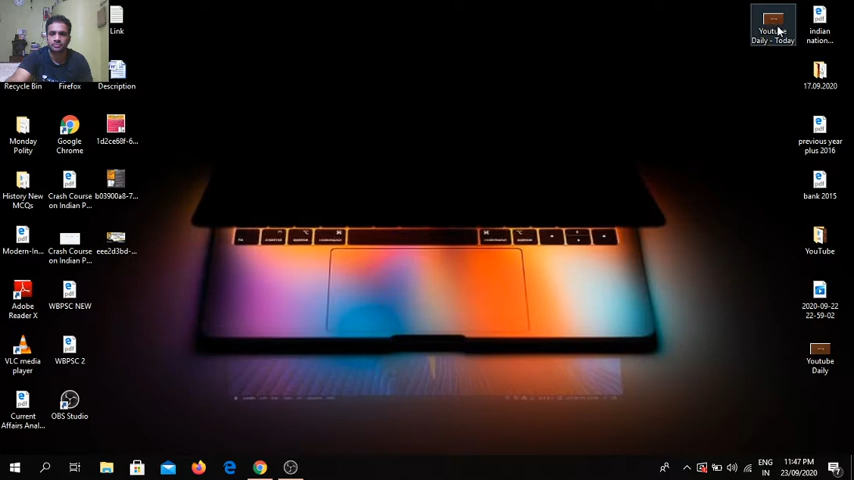 Link
Recycle Bin
Firefox
Description
Monday
Polity
Google
Chrome
1d2ce68f-6...
History New
MCQs
Crash Course
on Indian P...
b03900a8-7...
Modern-In...
Crash Course
on Indian P...
eee2d3bd-...
Adobe
Reader X
WBPSC NEW
VLC media
player
WBPSC 2
Current
Affairs Anal...
OBS Studio
Youtube
Daily - Today
indian
nation...
17.09.2020
previous year
plus 2016
bank 2015
YouTube
2020-09-22
22-59-02
Youtube
Daily
ENG
IN
11:47 PM
23/09/2020
7